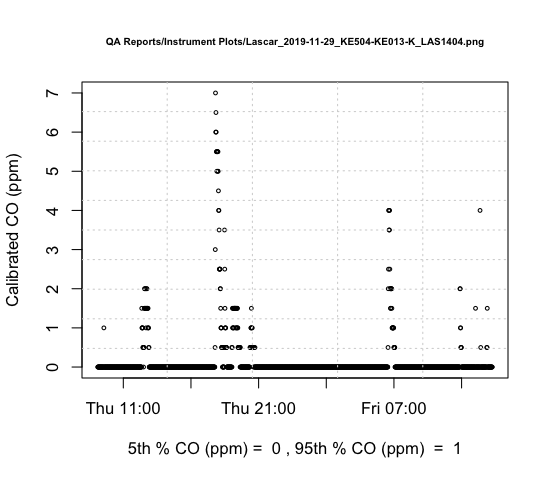 QA Reports/Instrument Plots/Lascar_2019-11-29_KE504-KE013-K_LAS1404.png
Calibrated CO (ppm)
7
6
5
4
3
2
1
0
Thu 11:00 Thu 21:00 Fri 07:00
5th % CO (ppm) = 0 , 95th % CO (ppm) = 1